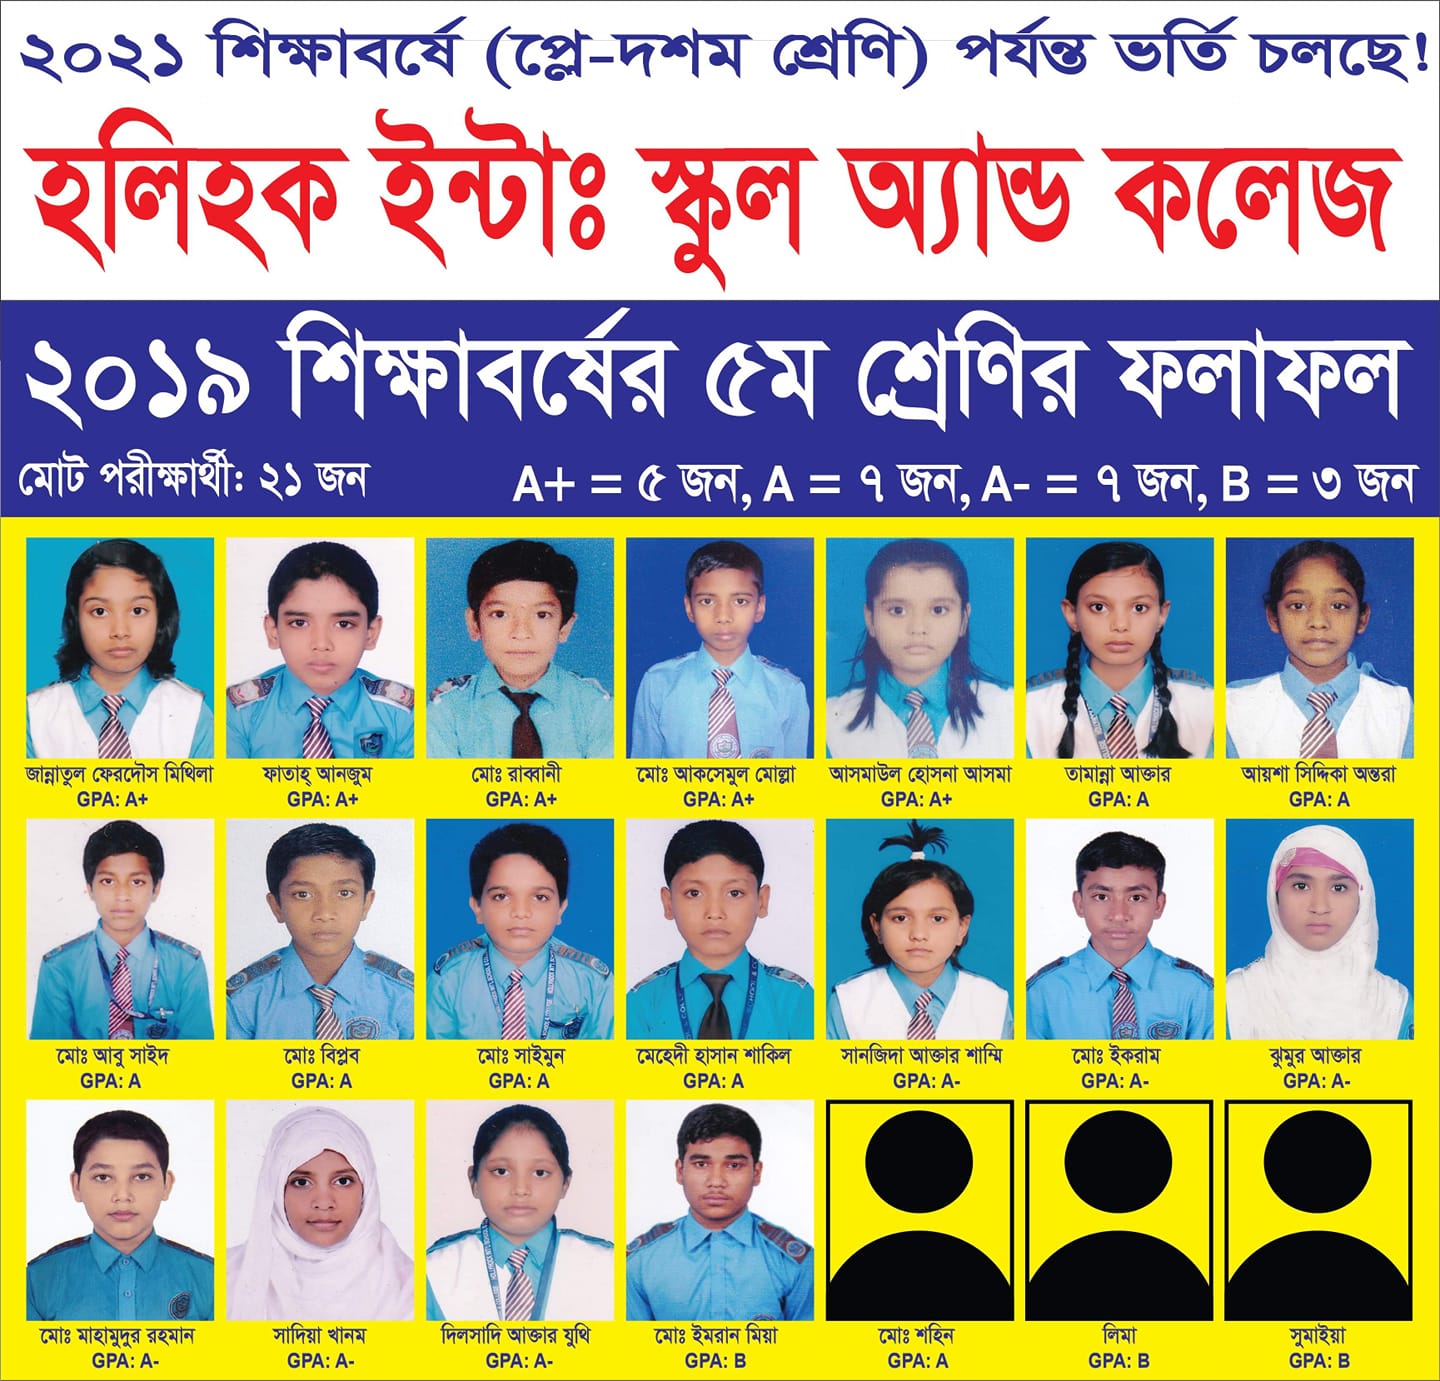 ২০২১ শিক্ষাবর্ষে (প্লে-দশম শ্রেণি) পর্যন্ত ভর্তি চলছে!
হলিহক ইন্টাঃ স্কুল অ্যান্ড কলেজ
২০১৯ শিক্ষাবর্ষের ৫ম শ্রেণির ফলাফল
মোট পরীক্ষার্থী: ২১ জন A+ = ৫ জন, A = ৭ জন, A- = ৭ জন, B = ৩ জন
জান্নাতুল ফেরদৌস মিথিলা ফাতাহ্ আনজুম মোঃ রাব্বানী মোঃ আকসেমুল মোল্লা আসমাউল হোসনা আসমা তামান্না আক্তার আয়শা সিদ্দিকা অন্তরা
GPA: A+ GPA: A+ GPA: A+ GPA: A+ GPA: A+ GPA: A GPA: A
মোঃ আবু সাইদ মোঃ বিপ্লব মোঃ সাইমুন মেহেদী হাসান শাকিল সানজিদা আক্তার শাম্মি মোঃ ইকরাম ঝুমুর আক্তার
GPA: A GPA: A GPA: A GPA: A GPA: A- GPA: A- GPA: A-
মোঃ মাহামুদুর রহমান সাদিয়া খানম দিলসাদি আক্তার যুথি মোঃ ইমরান মিয়া মোঃ শহিন লিমা সুমাইয়া
GPA: A- GPA: A- GPA: A- GPA: B GPA: A GPA: B GPA: B